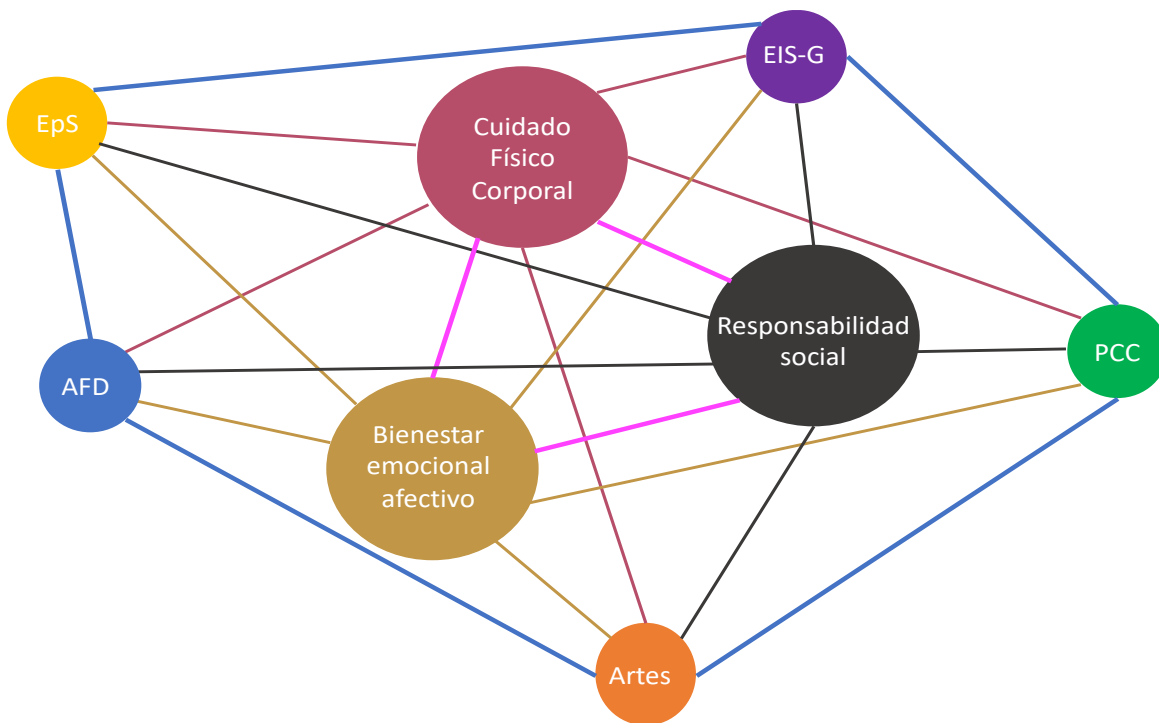 EIS-G
EpS
Cuidado
Físico
Corporal
Responsabilidad
social
PCC
AFD
Bienestar
emocional
afectivo
Artes